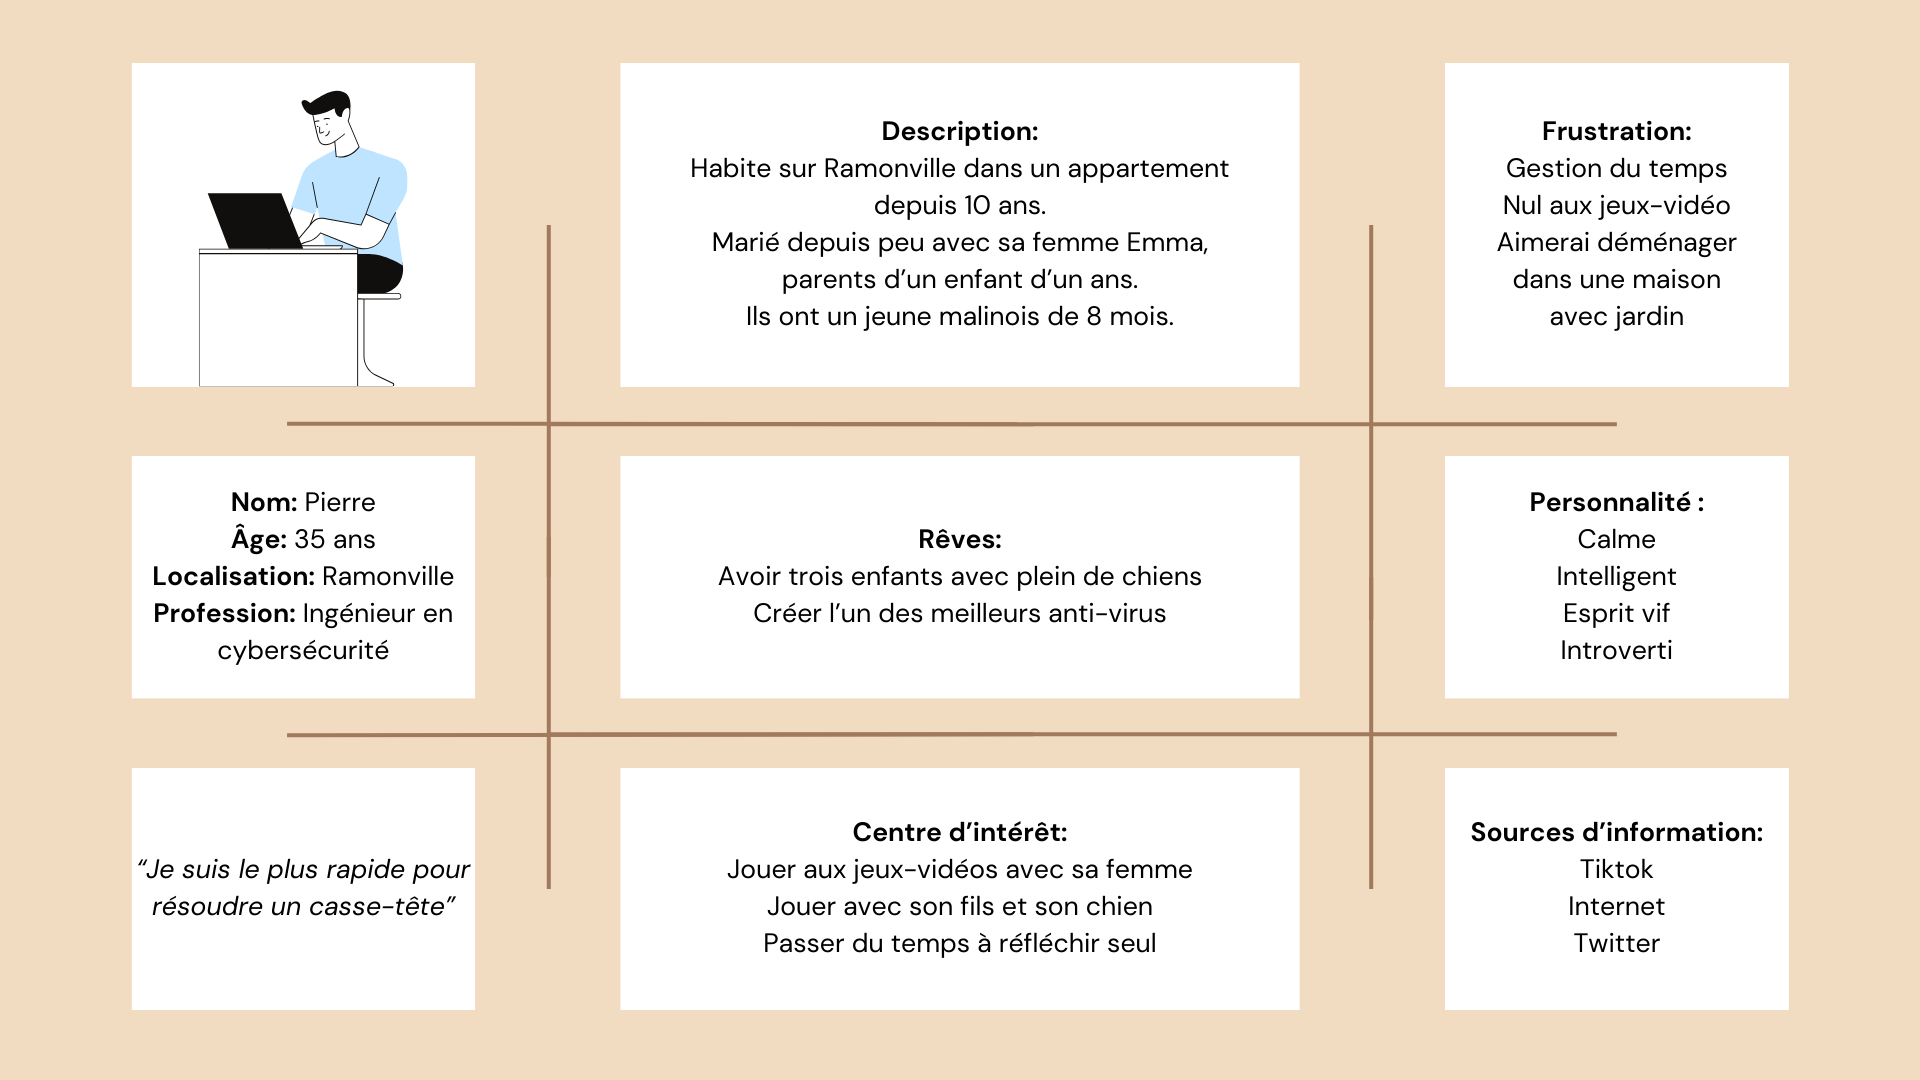 Description:
Habite sur Ramonville dans un appartement
depuis 10 ans.
Marié depuis peu avec sa femme Emma,
parents d’un enfant d’un ans.
Ils ont un jeune malinois de 8 mois.
Frustration:
Gestion du temps
Nul aux jeux-vidéo
Aimerai déménager
dans une maison
avec jardin
Nom: Pierre
Âge: 35 ans
Localisation: Ramonville
Profession: Ingénieur en
cybersécurité
Rêves:
Avoir trois enfants avec plein de chiens
Créer l’un des meilleurs anti-virus
Personnalité :
Calme
Intelligent
Esprit vif
Introverti
“Je suis le plus rapide pour
résoudre un casse-tête”
Centre d’intérêt:
Jouer aux jeux-vidéos avec sa femme
Jouer avec son fils et son chien
Passer du temps à réfléchir seul
Sources d’information:
Tiktok
Internet
Twitter